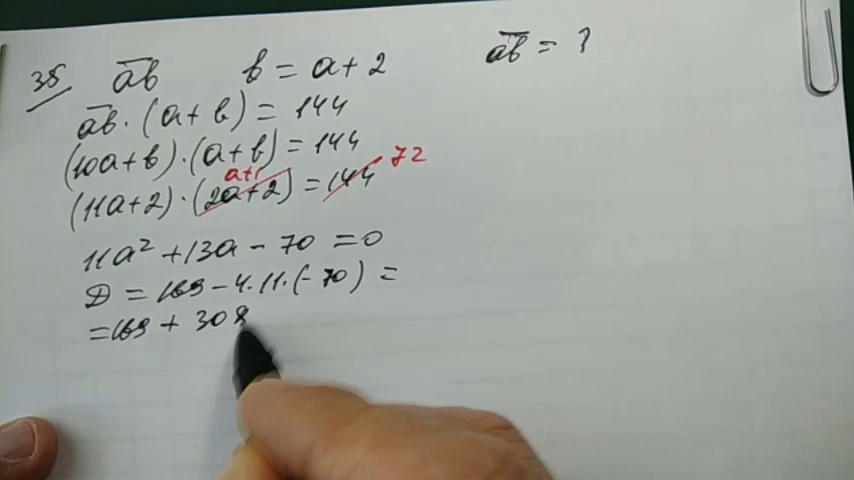 38 ab b = a + 2 ab = ?
ab · (a + b) = 144
(10a + b) · (a + b) = 144
a+1 72
(11a + 2) · (2a + 2) = 144
11a² + 13a - 70 = 0
D = 169 - 4 · 11 · (- 70) =
= 169 + 308